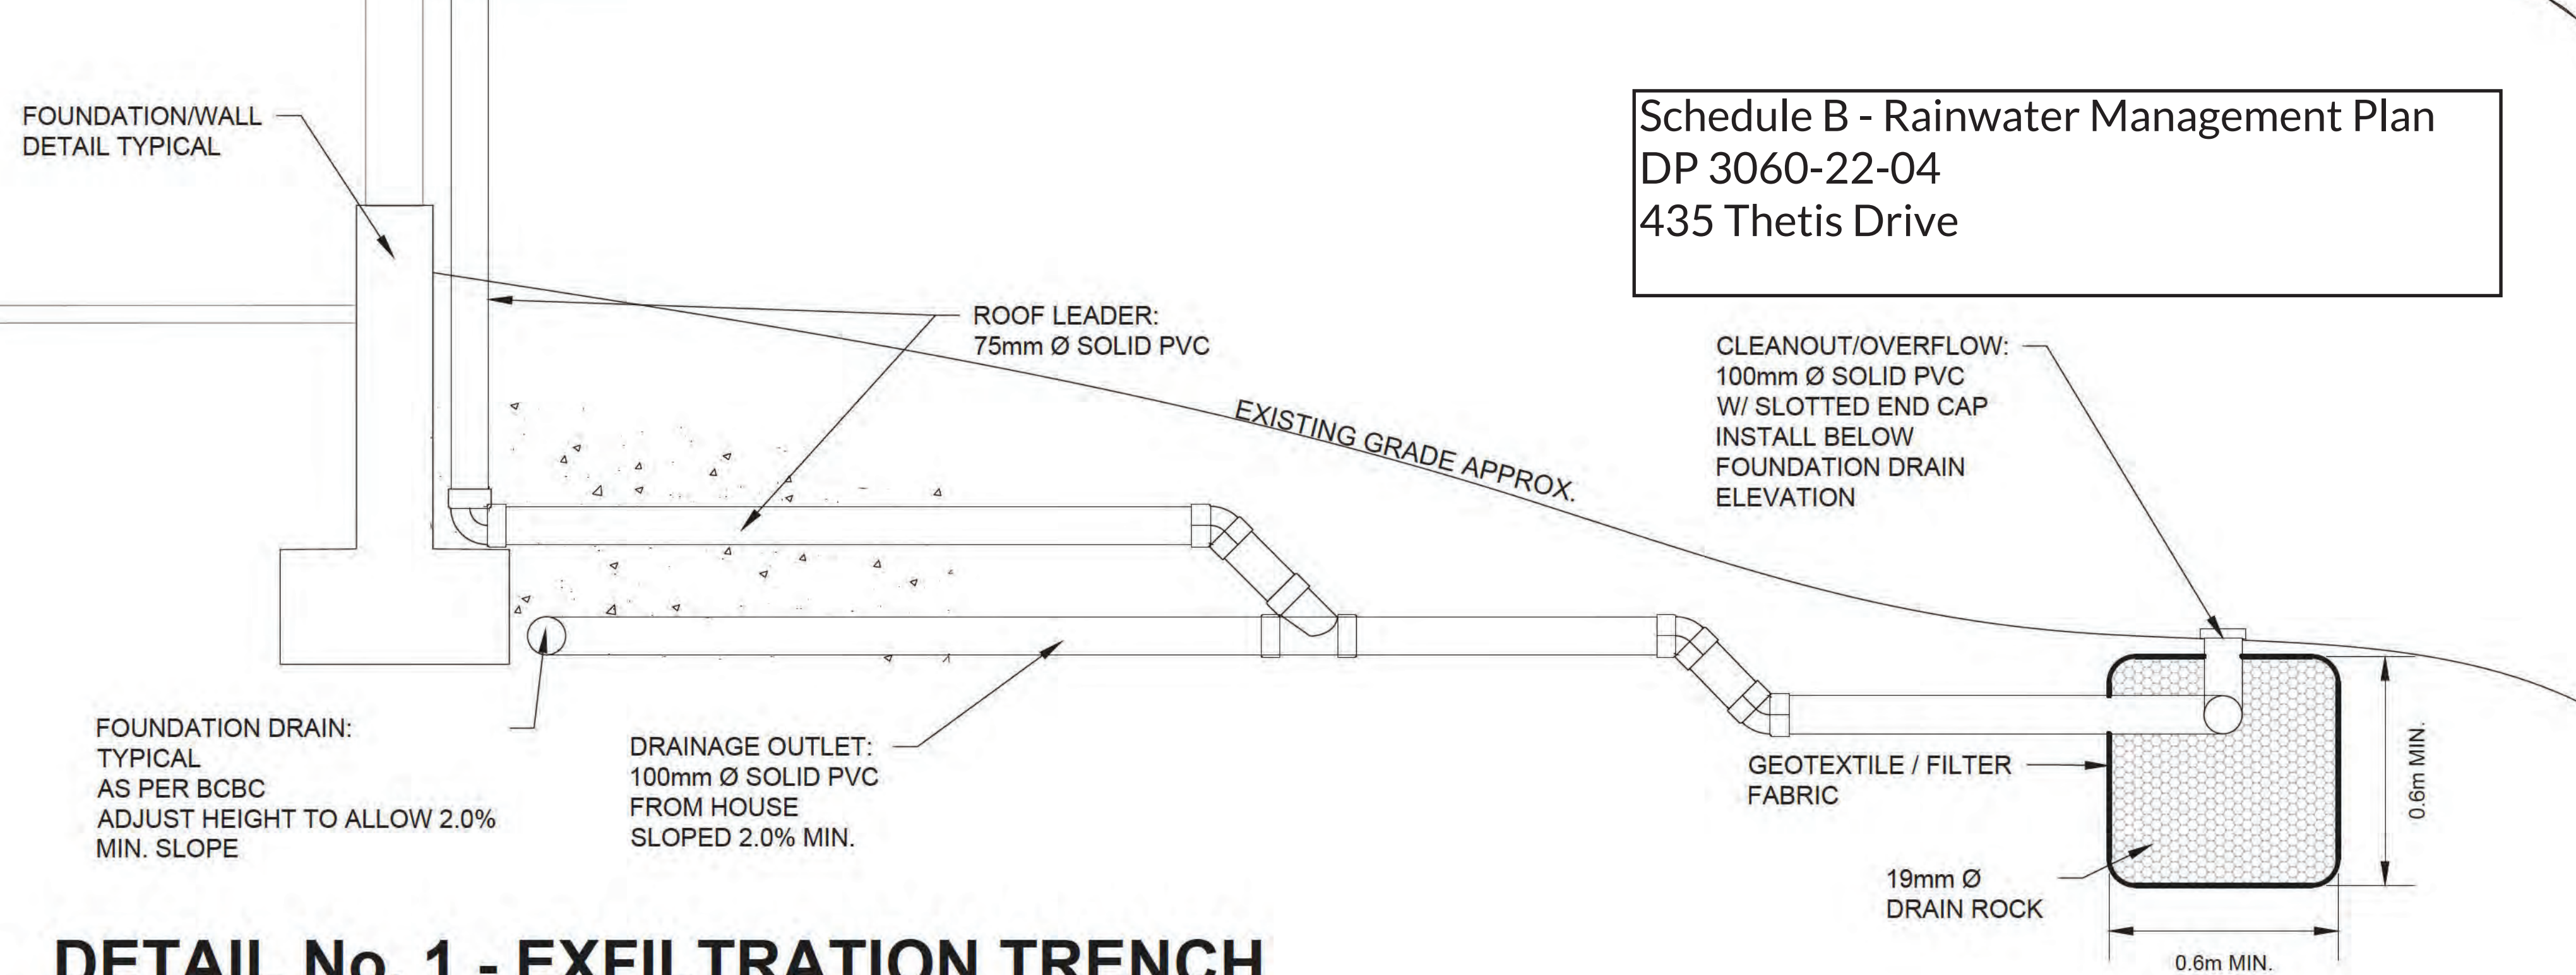 FOUNDATION/WALL
DETAIL TYPICAL
Schedule B - Rainwater Management Plan
DP 3060-22-04
435 Thetis Drive
ROOF LEADER:
75mm Ø SOLID PVC
CLEANOUT/OVERFLOW:
100mm Ø SOLID PVC
W/ SLOTTED END CAP
INSTALL BELOW
FOUNDATION DRAIN
ELEVATION
EXISTING GRADE APPROX.
FOUNDATION DRAIN:
TYPICAL
AS PER BCBC
ADJUST HEIGHT TO ALLOW 2.0%
MIN. SLOPE
DRAINAGE OUTLET:
100mm Ø SOLID PVC
FROM HOUSE
SLOPED 2.0% MIN.
GEOTEXTILE / FILTER
FABRIC
0.6m MIN.
19mm Ø
DRAIN ROCK
0.6m MIN.
DETAIL No. 1 - EXFILTRATION TRENCH